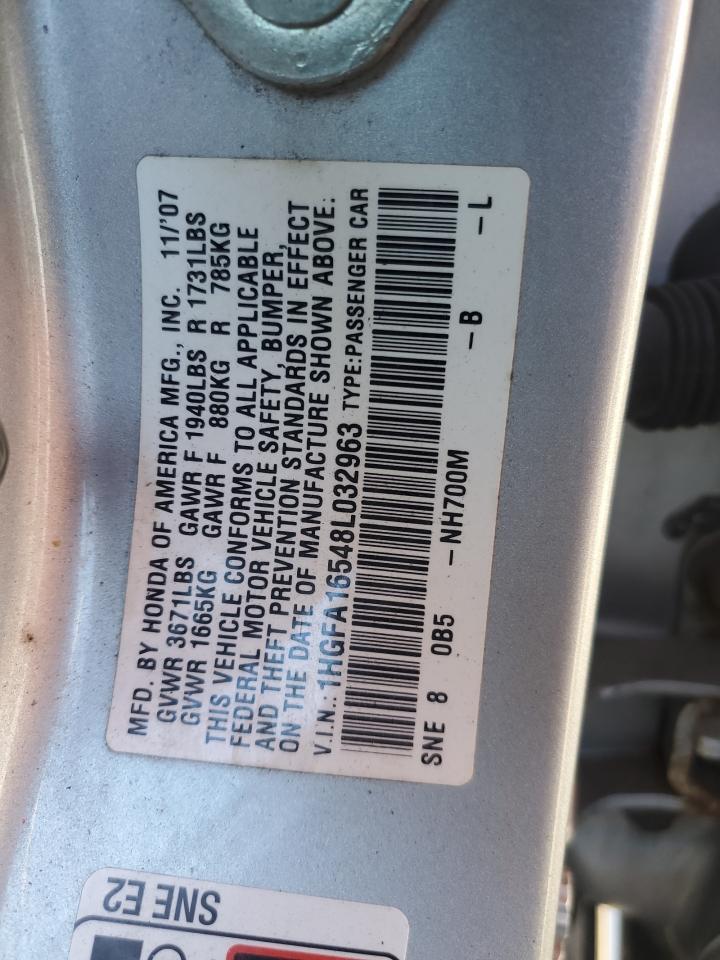 MFD. BY HONDA OF AMERICA MFG., INC. 11/'07
GVWR 3671LBS GAWR F 1940LBS R 1731LBS
GVWR 1665KG GAWR F 880KG R 785KG
THIS VEHICLE CONFORMS TO ALL APPLICABLE
FEDERAL MOTOR VEHICLE SAFETY, BUMPER,
AND THEFT PREVENTION STANDARDS IN EFFECT
ON THE DATE OF MANUFACTURE SHOWN ABOVE.
V.I.N.: 1HGFA16548L032963 TYPE:PASSENGER CAR
SNE 8 0B5 -NH700M -B -L
SNE E2